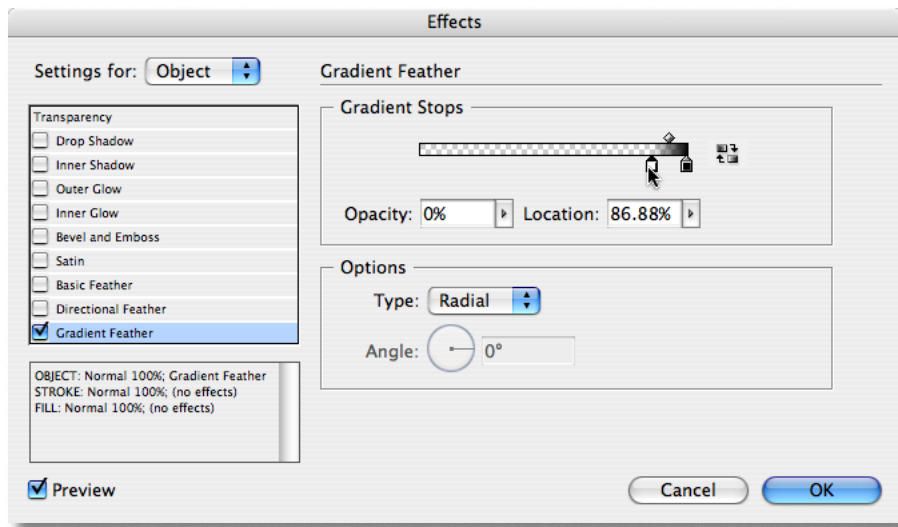 Effects
Settings for: Object
Transparency
Drop Shadow
Inner Shadow
Outer Glow
Inner Glow
Bevel and Emboss
Satin
Basic Feather
Directional Feather
Gradient Feather
OBJECT: Normal 100%; Gradient Feather
STROKE: Normal 100%; (no effects)
FILL: Normal 100%; (no effects)
Preview
Gradient Feather
Gradient Stops
Opacity: 0% Location: 86.88%
Options
Type: Radial
Angle: 0°
Cancel OK